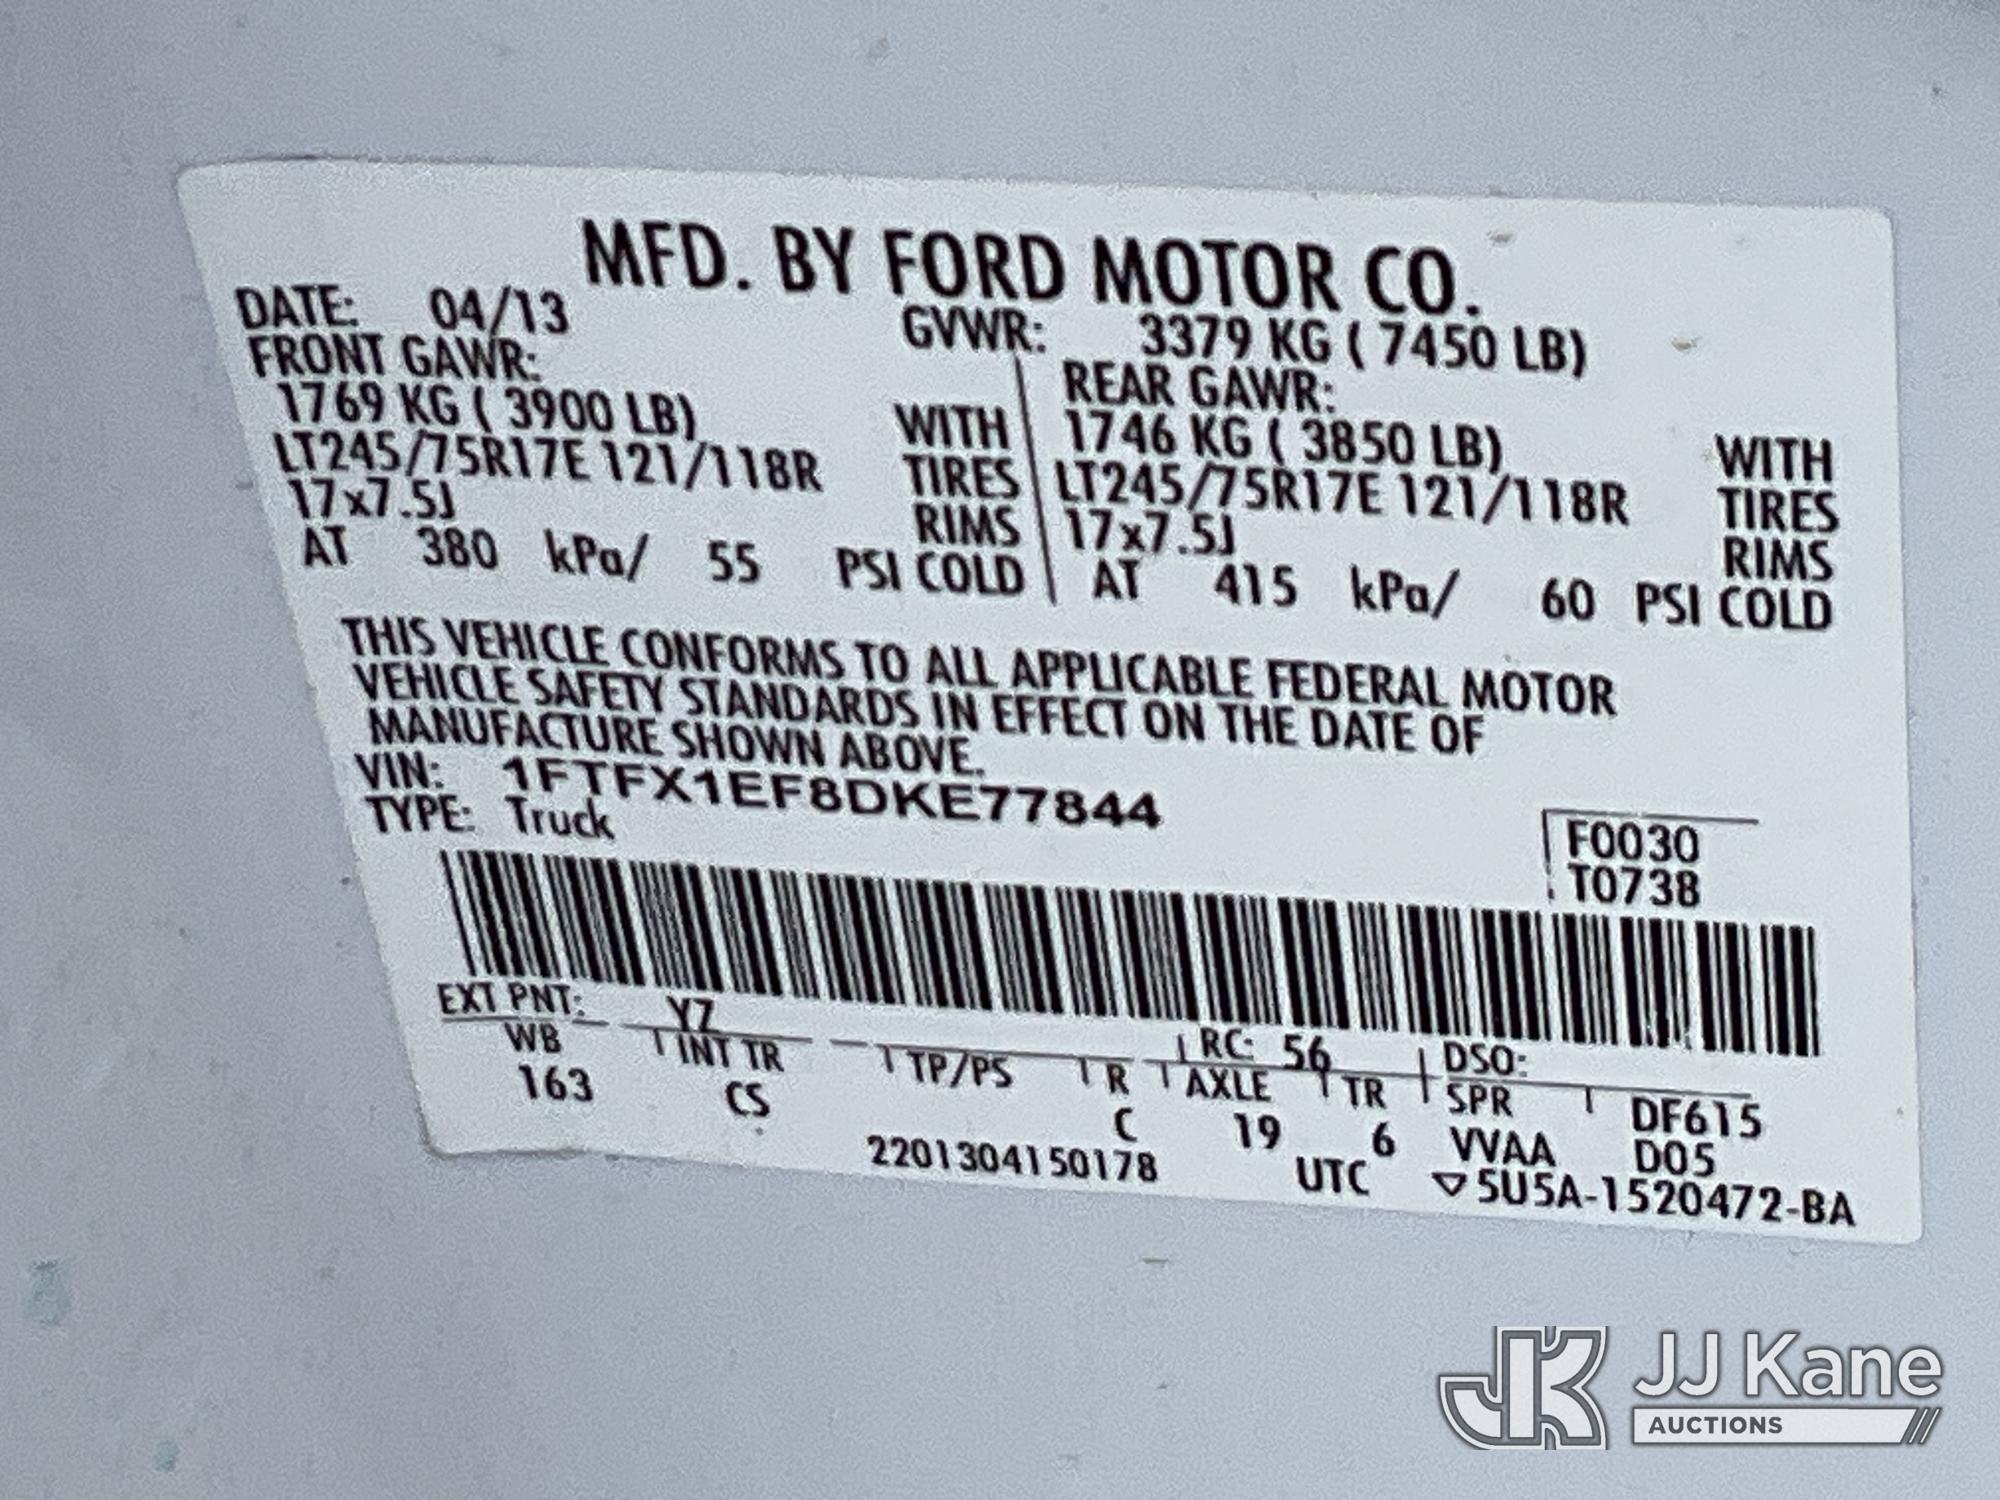 MFD. BY FORD MOTOR CO.
DATE: 04/13 GVWR: 3379 KG ( 7450 LB)
FRONT GAWR: REAR GAWR:
1769 KG ( 3900 LB) WITH 1746 KG ( 3850 LB) WITH
LT245/75R17E 121/118R TIRES LT245/75R17E 121/118R TIRES
17x7.5J RIMS 17x7.5J RIMS
AT 380 kPa/ 55 PSI COLD AT 415 kPa/ 60 PSI COLD
THIS VEHICLE CONFORMS TO ALL APPLICABLE FEDERAL MOTOR
VEHICLE SAFETY STANDARDS IN EFFECT ON THE DATE OF
MANUFACTURE SHOWN ABOVE.
VIN: 1FTFX1EF8DKE77844
TYPE: Truck
F0030
T0738
EXT PNT: YZ RC: 56 DSO:
WB INT TR TP/PS R AXLE TR SPR DF615
163 CS C 19 6 VVAA D05
2201304150178 UTC ▽5U5A-1520472-BA
JK JJ Kane
AUCTIONS